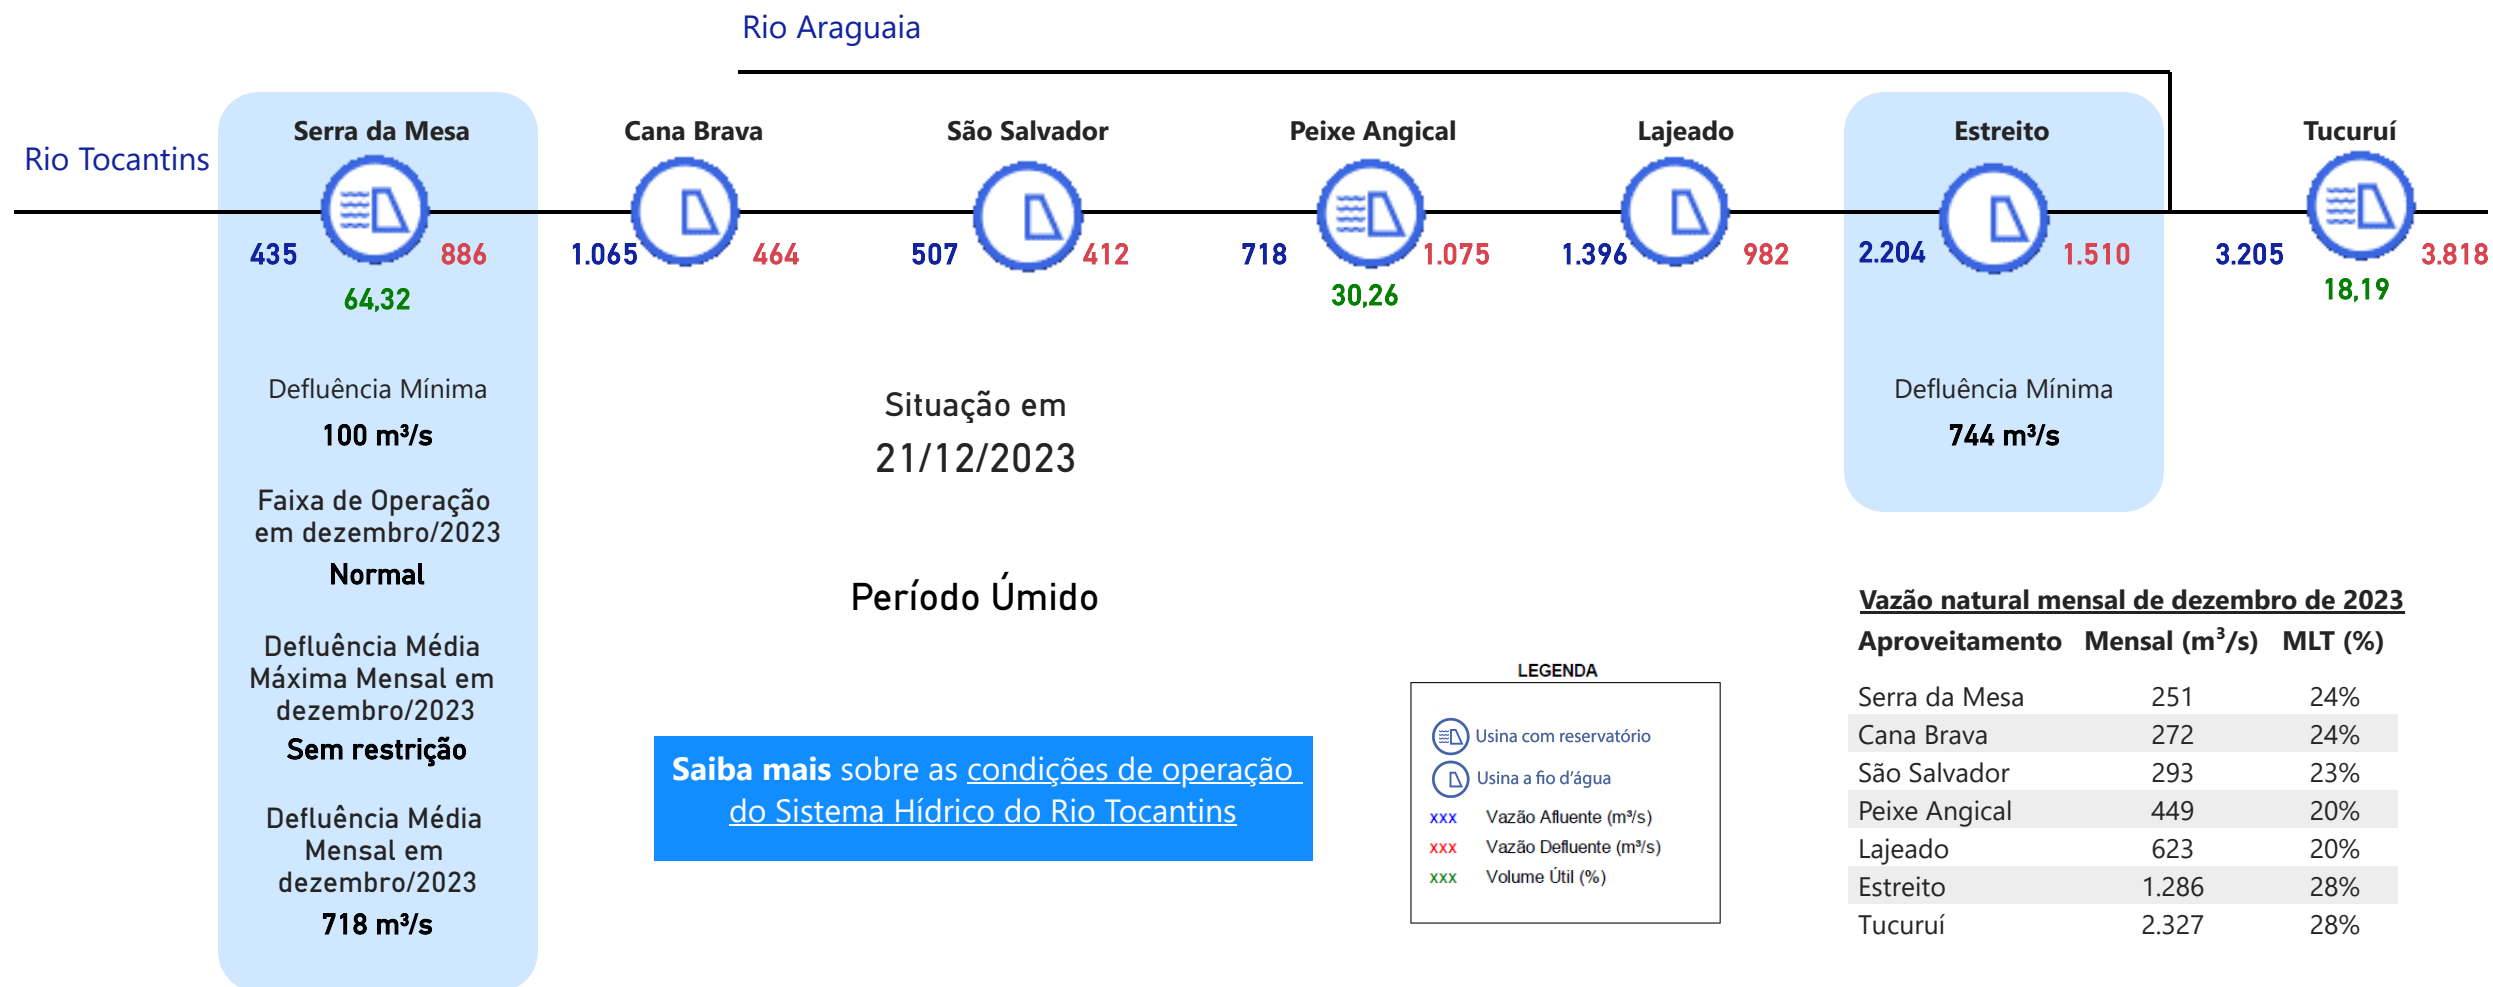 Rio Araguaia
Rio Tocantins
Serra da Mesa
Cana Brava
São Salvador
Peixe Angical
Lajeado
Estreito
Tucuruí
435
886
1.065
464
507
412
718
1.075
1.396
982
2.204
1.510
3.205
3.818
64,32
30,26
18,19
Defluência Mínima
100 m³/s
Faixa de Operação
em dezembro/2023
Normal
Defluência Média
Máxima Mensal em
dezembro/2023
Sem restrição
Defluência Média
Mensal em
dezembro/2023
718 m³/s
Situação em
21/12/2023
Período Úmido
Saiba mais sobre as condições de operação
do Sistema Hídrico do Rio Tocantins
Defluência Mínima
744 m³/s
LEGENDA
Usina com reservatório
Usina a fio d'água
xxx Vazão Afluente (m³/s)
xxx Vazão Defluente (m³/s)
xxx Volume Útil (%)
Vazão natural mensal de dezembro de 2023
Aproveitamento Mensal (m³/s) MLT (%)
Serra da Mesa 251 24%
Cana Brava 272 24%
São Salvador 293 23%
Peixe Angical 449 20%
Lajeado 623 20%
Estreito 1.286 28%
Tucuruí 2.327 28%